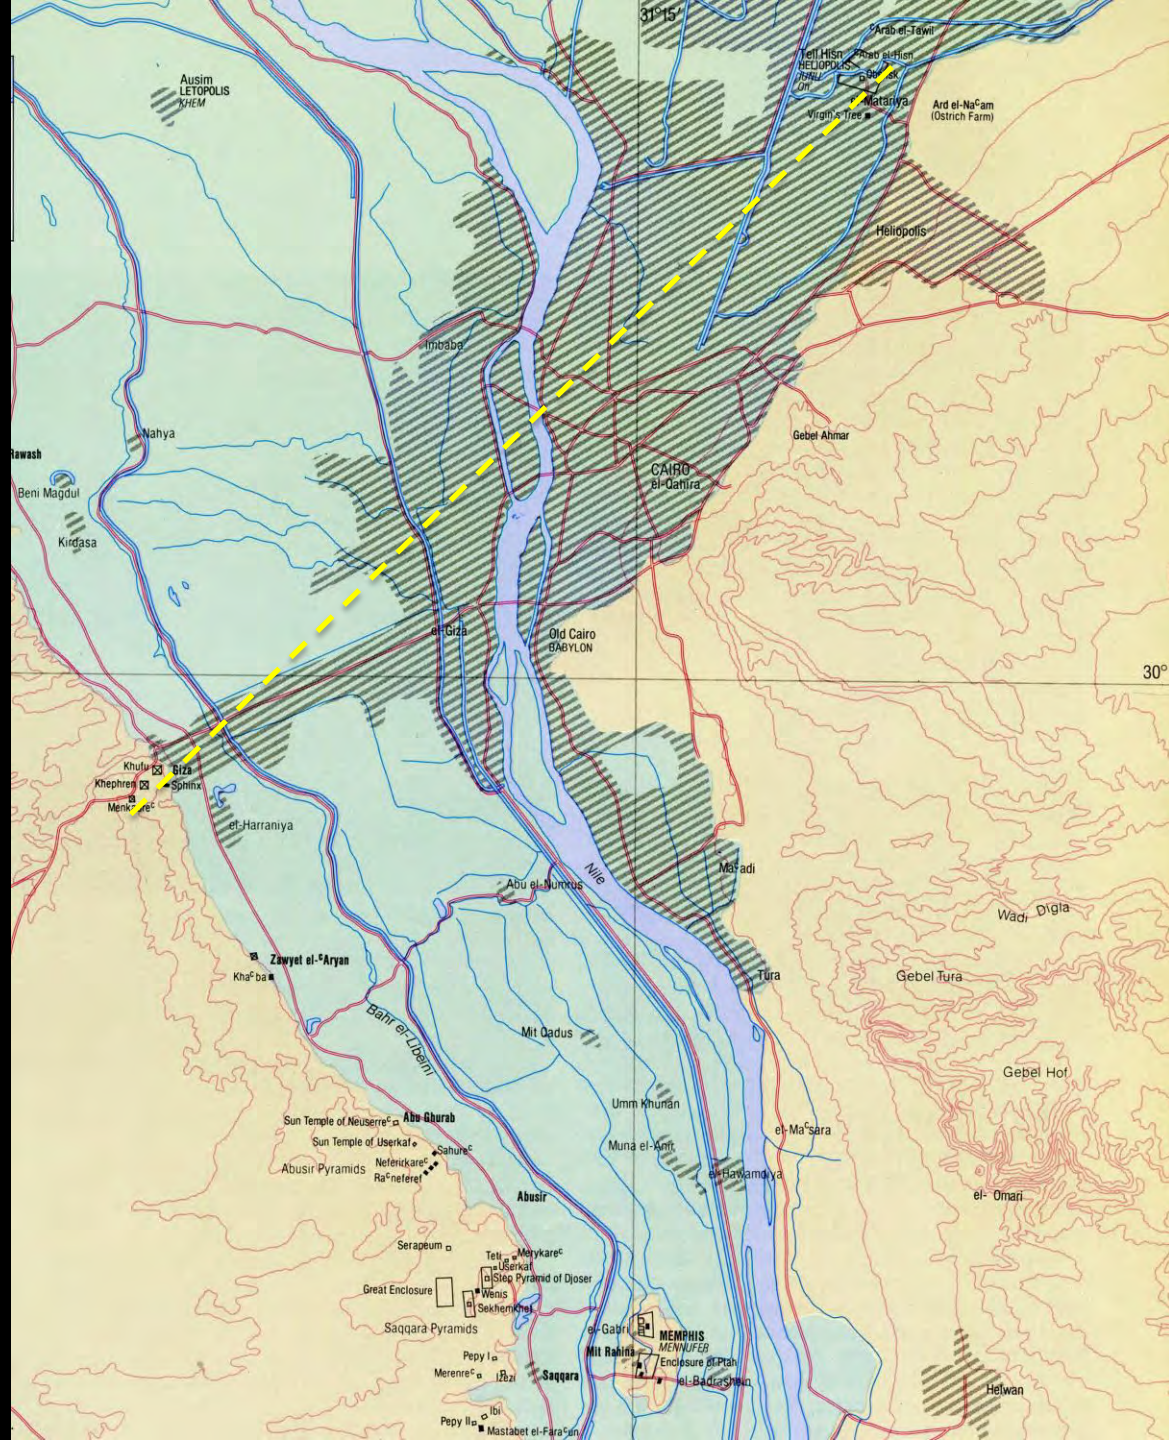 31°15′
ᶜArab el-Tawil
Tell Hisn
ᶜArab el-Hisn
HELIOPOLIS
IUNU
On
Obelisk
el-Matariya
Virgin's Tree
Ard el-Naᶜam
(Ostrich Farm)
Ausim
LETOPOLIS
KHEM
Heliopolis
Imbaba
Nahya
Gebel Ahmar
Rawash
CAIRO
el-Qahira
Beni Magdul
Kirdasa
el-Giza
Old Cairo
BABYLON
30°
Khufu
Giza
Khephren
Sphinx
Menkaureᶜ
el-Harraniya
Nile
Maᶜadi
Abu el-Numrus
Wadi Digla
Zawyet el-ᶜAryan
Khaᶜba
Tura
Gebel Tura
Bahr el-Libeini
Mit Qadus
Gebel Hof
Umm Khunan
Sun Temple of Neuserreᶜ
Abu Ghurab
el-Maᶜsara
Sun Temple of Userkaf
Sahureᶜ
Muna el-Amir
Neferirkareᶜ
Abusir Pyramids
Raᶜneferef
el-Hawamdiya
Abusir
el-Omari
Serapeum
Teti
Merykareᶜ
Userkaf
Step Pyramid of Djoser
Great Enclosure
Wenis
Sekhemkhet
Saqqara Pyramids
el-Gabri
MEMPHIS
MENNUFER
Mit Rahina
Pepy I
Enclosure of Ptah
Merenreᶜ
Izezi
Saqqara
el-Badrashein
Helwan
Ibi
Pepy II
Mastabet el-Faraᶜun